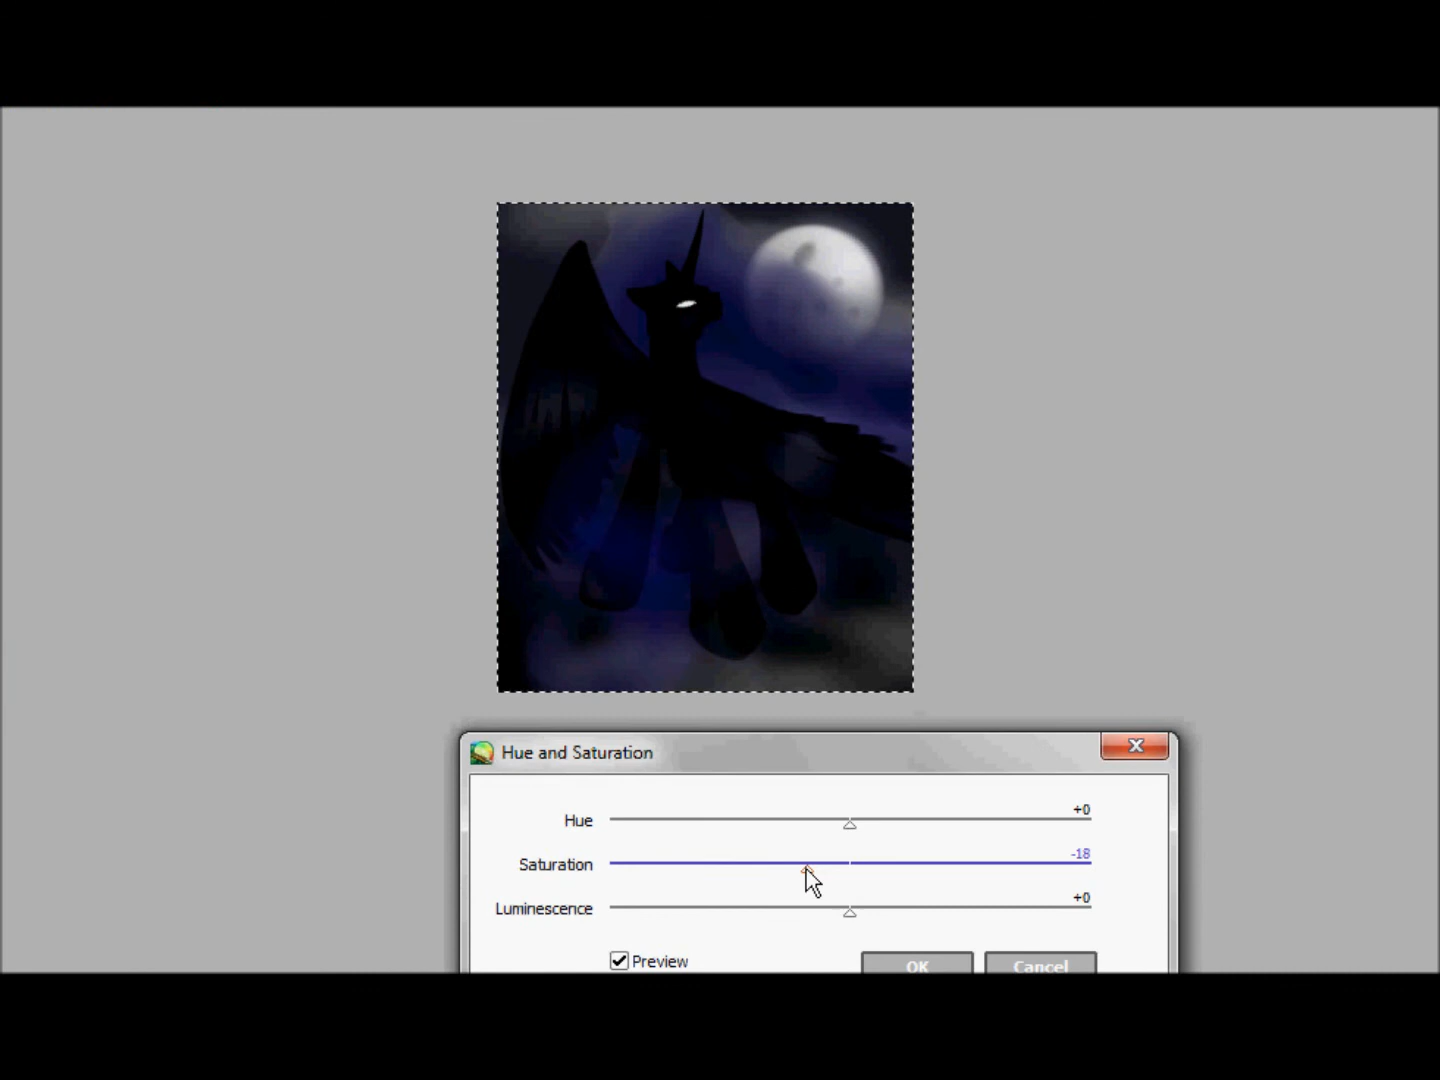 Hue and Saturation
Hue +0
Saturation -18
Luminescence +0
Preview OK Cancel